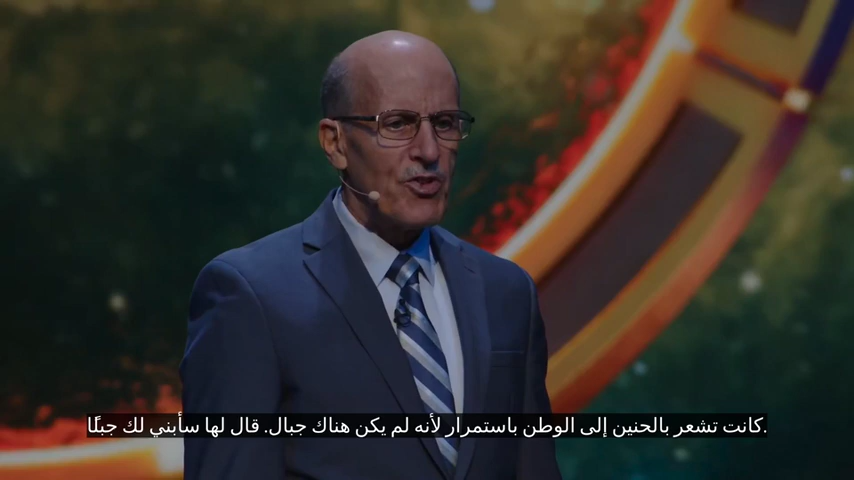 كانت تشعر بالحنين إلى الوطن باستمرار لأنه لم يكن هناك جبال. قال لها سأبني لك جبلًا.